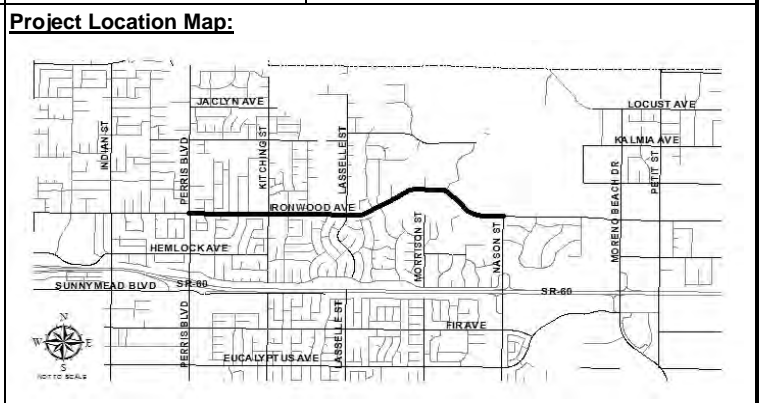 Project Location Map:
JACLYN AVE
LOCUST AVE
KALMIA AVE
INDIAN ST
PERRIS BLVD
KITCHING ST
LASSELLE ST
PETIT ST
IRONWOOD AVE
MORRISON ST
NASON ST
MORENO BEACH DR
HEMLOCK AVE
SUNNYMEAD BLVD
SR-60
SR-60
PERRIS BLVD
LASSELLE ST
FIR AVE
EUCALYPTUS AVE
N
W
E
S
NOT TO SCALE